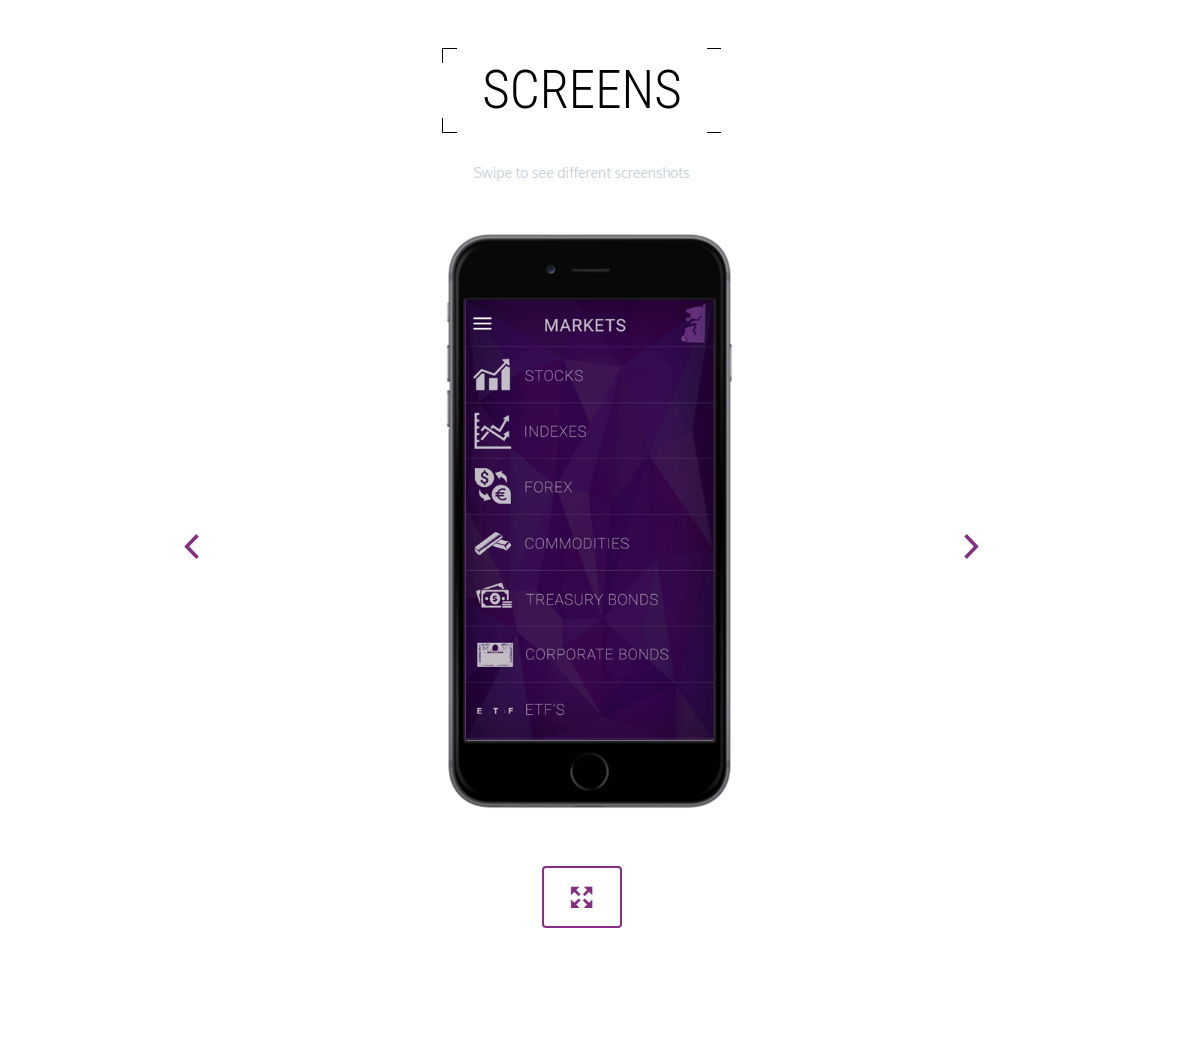 SCREENS
Swipe to see different screenshots
MARKETS
STOCKS
INDEXES
FOREX
COMMODITIES
TREASURY BONDS
CORPORATE BONDS
E T F ETF'S